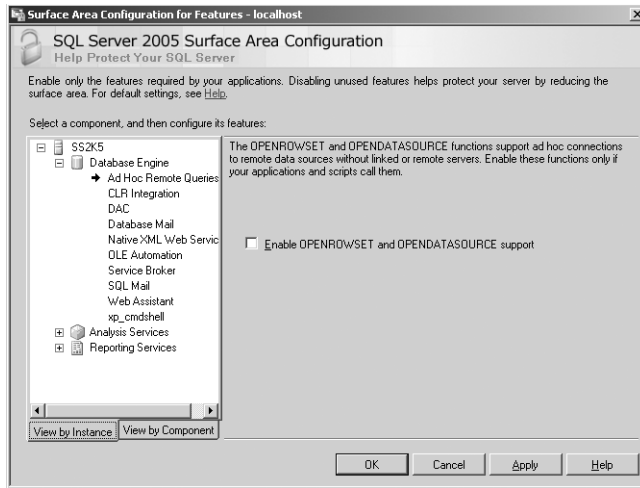 Surface Area Configuration for Features - localhost
SQL Server 2005 Surface Area Configuration
Help Protect Your SQL Server
Enable only the features required by your applications. Disabling unused features helps protect your server by reducing the
surface area. For default settings, see Help.
Select a component, and then configure its features:
SS2K5
Database Engine
Ad Hoc Remote Queries
CLR Integration
DAC
Database Mail
Native XML Web Servic
OLE Automation
Service Broker
SQL Mail
Web Assistant
xp_cmdshell
Analysis Services
Reporting Services
View by Instance
View by Component
The OPENROWSET and OPENDATASOURCE functions support ad hoc connections
to remote data sources without linked or remote servers. Enable these functions only if
your applications and scripts call them.
Enable OPENROWSET and OPENDATASOURCE support
OK
Cancel
Apply
Help